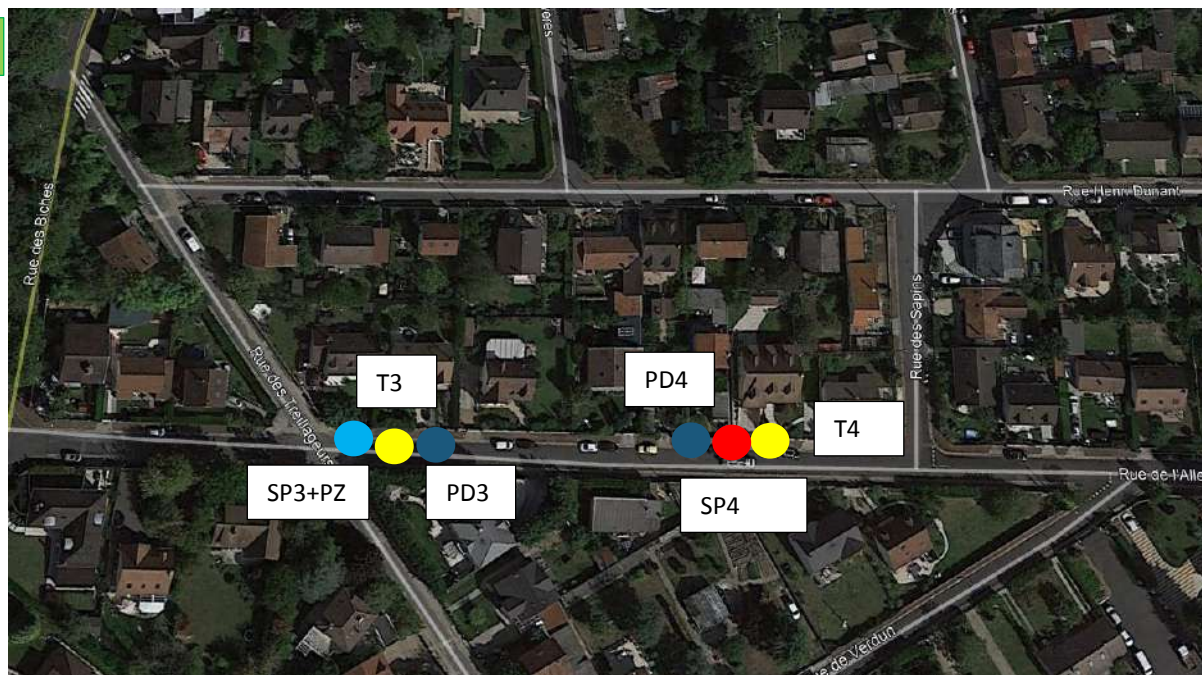 Rue des Biches
Rue Henri Dunant
Rue des Sapins
Rue des Treillageurs
T3
PD4
T4
SP3+PZ
PD3
SP4
Rue de l'Alle
de Verdun